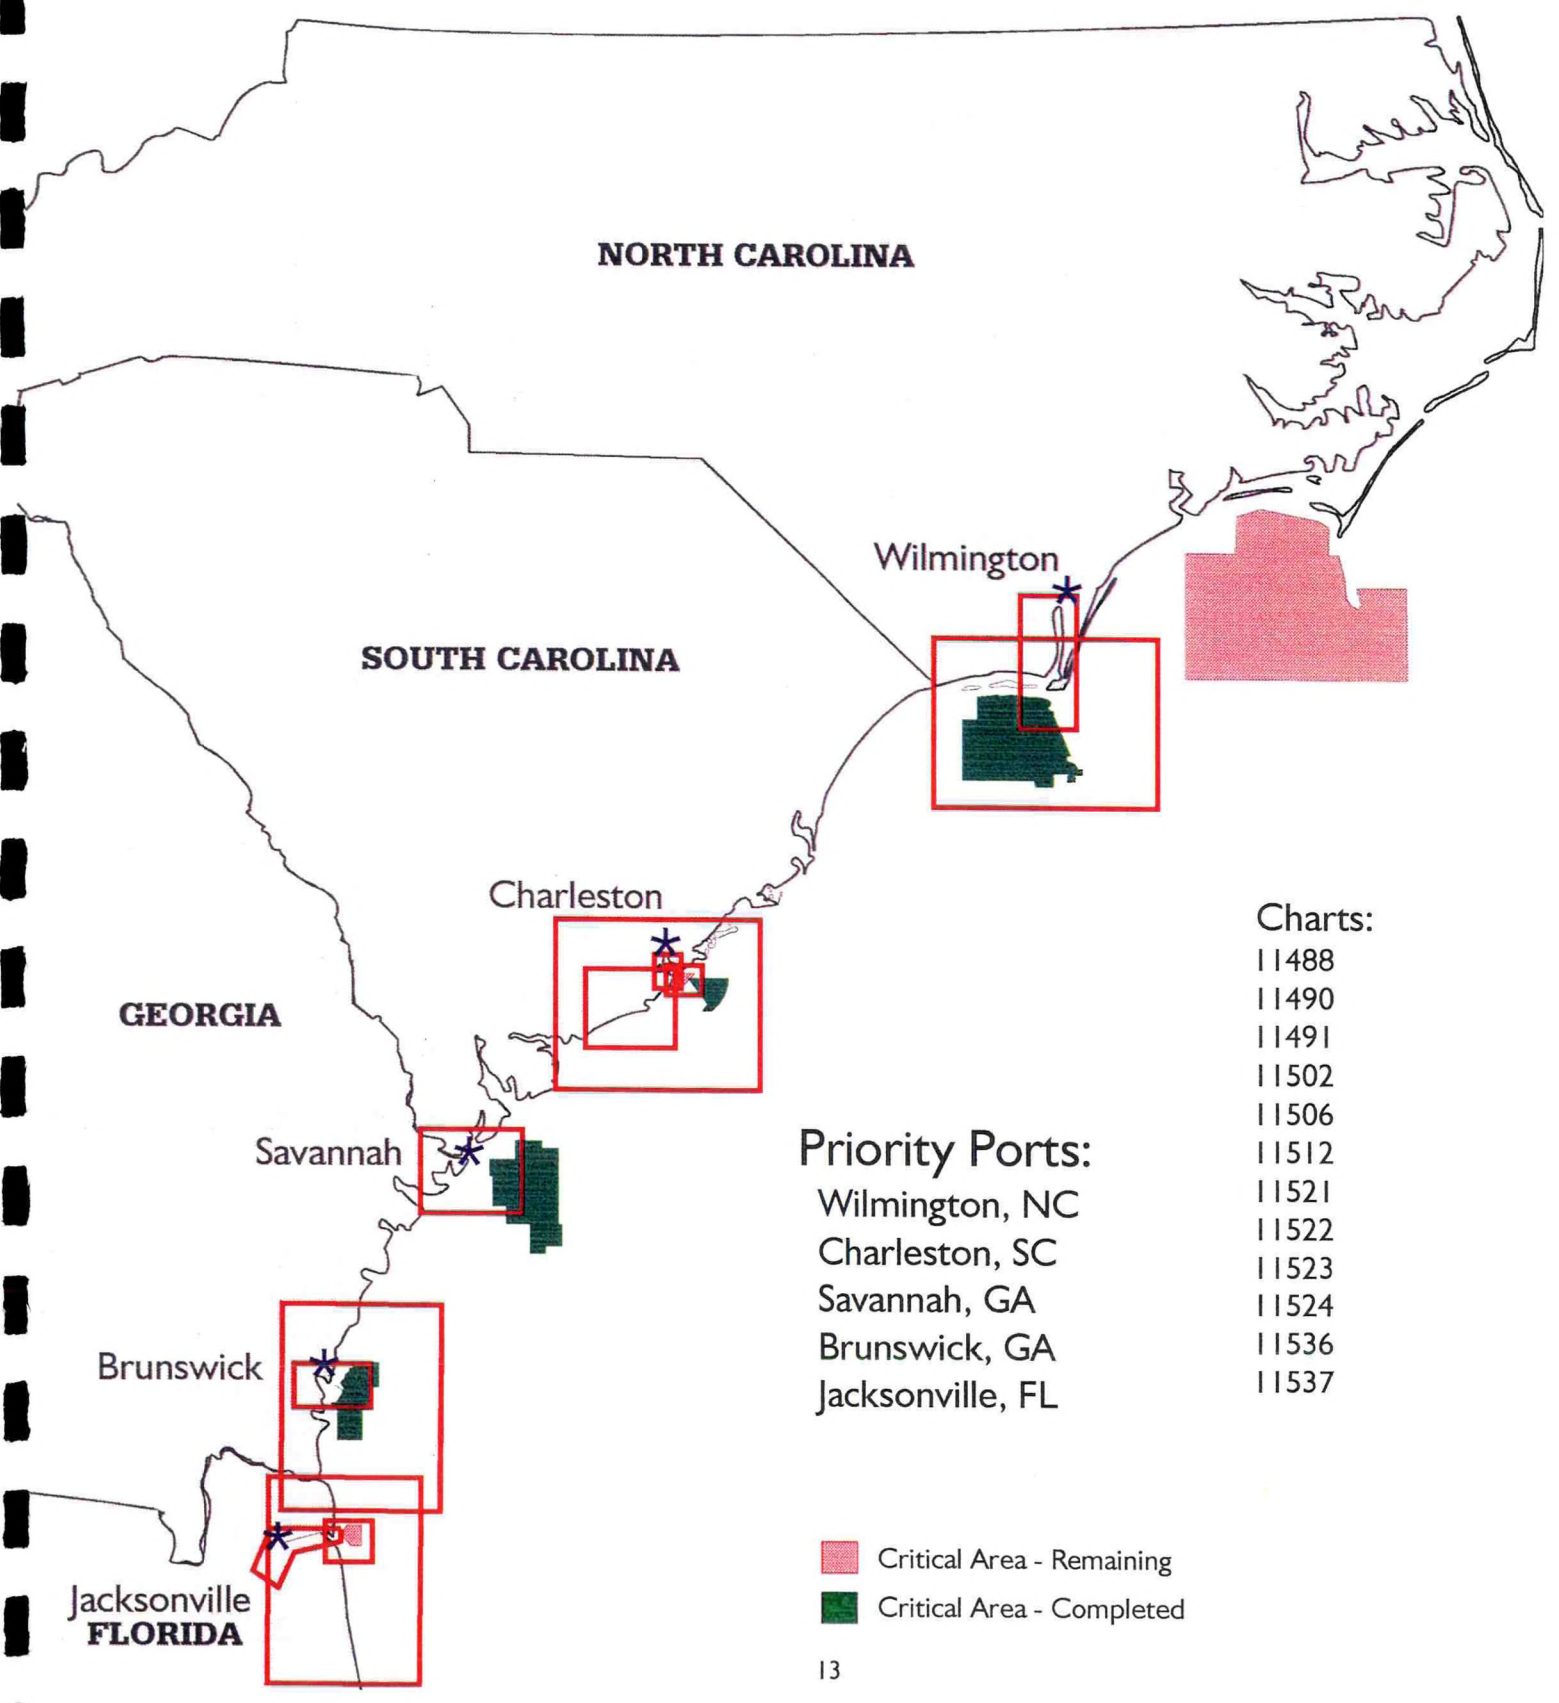 NORTH CAROLINA
Wilmington
SOUTH CAROLINA
Charleston
GEORGIA
Savannah
Brunswick
Jacksonville
FLORIDA
Priority Ports:
Wilmington, NC
Charleston, SC
Savannah, GA
Brunswick, GA
Jacksonville, FL
Charts:
11488
11490
11491
11502
11506
11512
11521
11522
11523
11524
11536
11537
Critical Area - Remaining
Critical Area - Completed
13